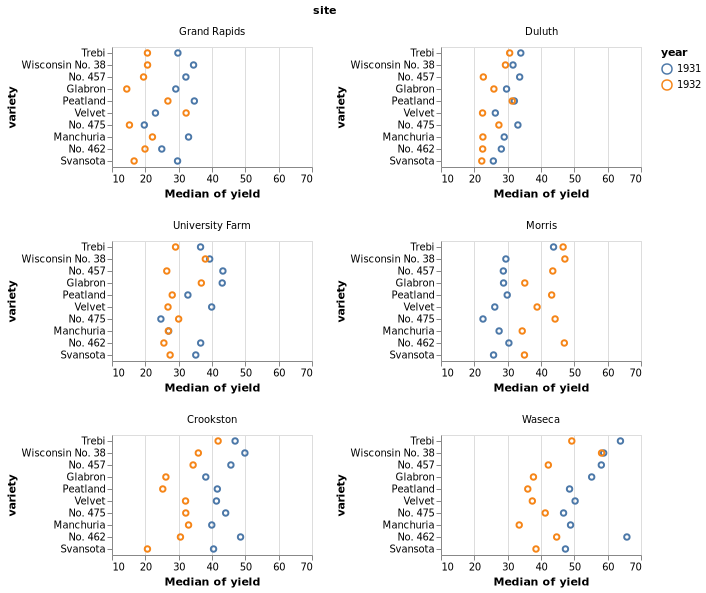 site
Grand Rapids
Trebi
Wisconsin No. 38
No. 457
Glabron
Peatland
Velvet
No. 475
Manchuria
No. 462
Svansota
variety
10 20 30 40 50 60 70
Median of yield
Duluth
Trebi
Wisconsin No. 38
No. 457
Glabron
Peatland
Velvet
No. 475
Manchuria
No. 462
Svansota
variety
10 20 30 40 50 60 70
Median of yield
year
1931
1932
University Farm
Trebi
Wisconsin No. 38
No. 457
Glabron
Peatland
Velvet
No. 475
Manchuria
No. 462
Svansota
variety
10 20 30 40 50 60 70
Median of yield
Morris
Trebi
Wisconsin No. 38
No. 457
Glabron
Peatland
Velvet
No. 475
Manchuria
No. 462
Svansota
variety
10 20 30 40 50 60 70
Median of yield
Crookston
Trebi
Wisconsin No. 38
No. 457
Glabron
Peatland
Velvet
No. 475
Manchuria
No. 462
Svansota
variety
10 20 30 40 50 60 70
Median of yield
Waseca
Trebi
Wisconsin No. 38
No. 457
Glabron
Peatland
Velvet
No. 475
Manchuria
No. 462
Svansota
variety
10 20 30 40 50 60 70
Median of yield